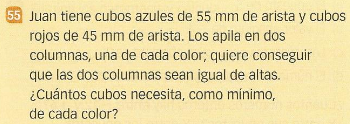 55 Juan tiene cubos azules de 55 mm de arista y cubos
rojos de 45 mm de arista. Los apila en dos
columnas, una de cada color; quiere conseguir
que las dos columnas sean igual de altas.
¿Cuántos cubos necesita, como mínimo,
de cada color?